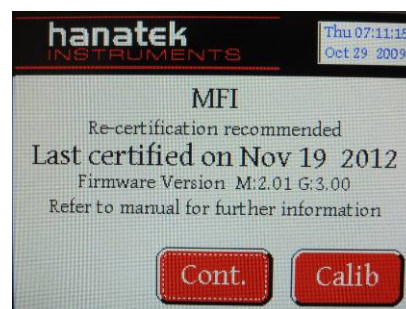 hanatek
INSTRUMENTS
Thu 07:11:15
Oct 29 2009
MFI
Re-certification recommended
Last certified on Nov 19 2012
Firmware Version M:2.01 G:3.00
Refer to manual for further information
Cont.
Calib